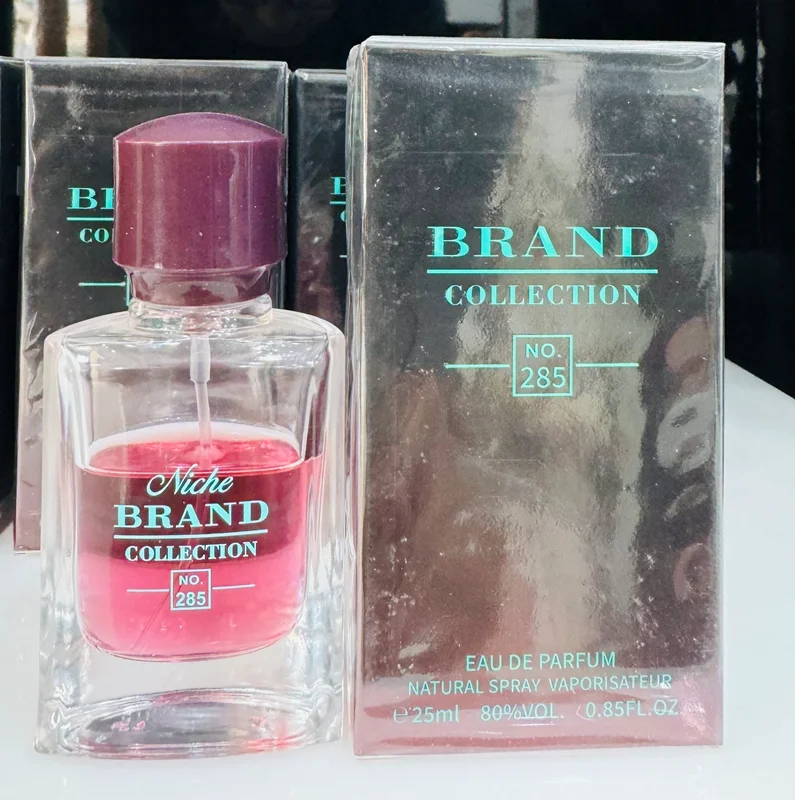 BRAND
COLLECTION
NO.
285
EAU DE PARFUM
NATURAL SPRAY VAPORISATEUR
℮25ml 80%VOL. 0.85FL.OZ
Niche
BRAND
COLLECTION
NO.
285